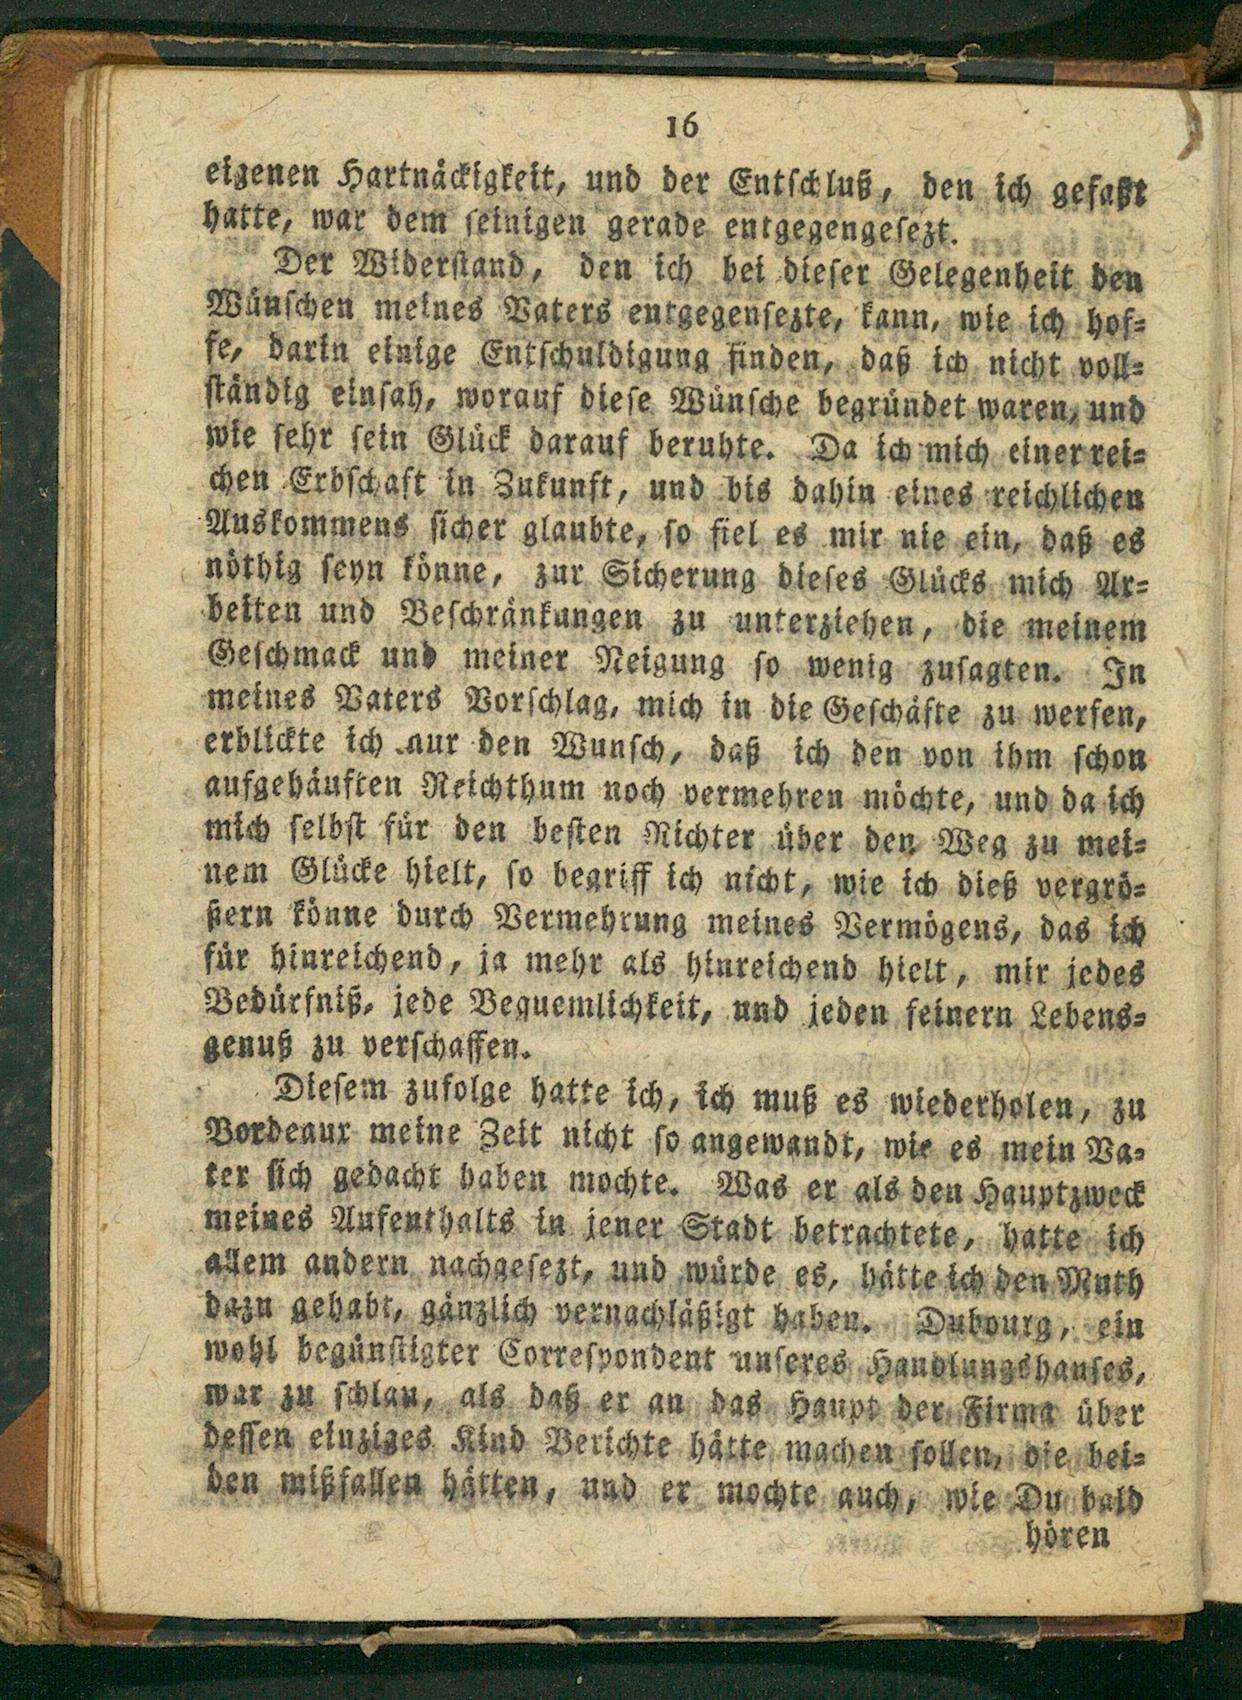 16
eigenen Hartnäckigkeit, und der Entschluß, den ich gefaßt
hatte, war dem seinigen gerade entgegengesezt.
Der Widerstand, den ich bei dieser Gelegenheit den
Wünschen meines Vaters entgegensezte, kann, wie ich hof-
fe, darin einige Entschuldigung finden, daß ich nicht voll-
ständig einsah, worauf diese Wünsche begründet waren, und
wie sehr sein Glück darauf beruhte. Da ich mich einer rei-
chen Erbschaft in Zukunft, und bis dahin eines reichlichen
Auskommens sicher glaubte, so fiel es mir nie ein, daß es
nöthig seyn könne, zur Sicherung dieses Glücks mich Ar-
beiten und Beschränkungen zu unterziehen, die meinem
Geschmack und meiner Neigung so wenig zusagten. In
meines Vaters Vorschlag, mich in die Geschäfte zu werfen,
erblickte ich nur den Wunsch, daß ich den von ihm schon
aufgehäuften Reichthum noch vermehren möchte, und da ich
mich selbst für den besten Richter über den Weg zu mei-
nem Glücke hielt, so begriff ich nicht, wie ich dieß vergrö-
ßern könne durch Vermehrung meines Vermögens, das ich
für hinreichend, ja mehr als hinreichend hielt, mir jedes
Bedürfniß, jede Bequemlichkeit, und jeden feinern Lebens-
genuß zu verschaffen.
Diesem zufolge hatte ich, ich muß es wiederholen, zu
Bordeaux meine Zeit nicht so angewandt, wie es mein Va-
ter sich gedacht haben mochte. Was er als den Hauptzweck
meines Aufenthalts in jener Stadt betrachtete, hatte ich
allem andern nachgesezt, und würde es, hätte ich den Muth
dazu gehabt, gänzlich vernachläßigt haben. Dubourg, ein
wohl begünstigter Correspondent unseres Handlungshauses,
war zu schlau, als daß er an das Haupt der Firma über
dessen einziges Kind Berichte hätte machen sollen, die bei-
den mißfallen hätten, und er mochte auch, wie Du bald
hören